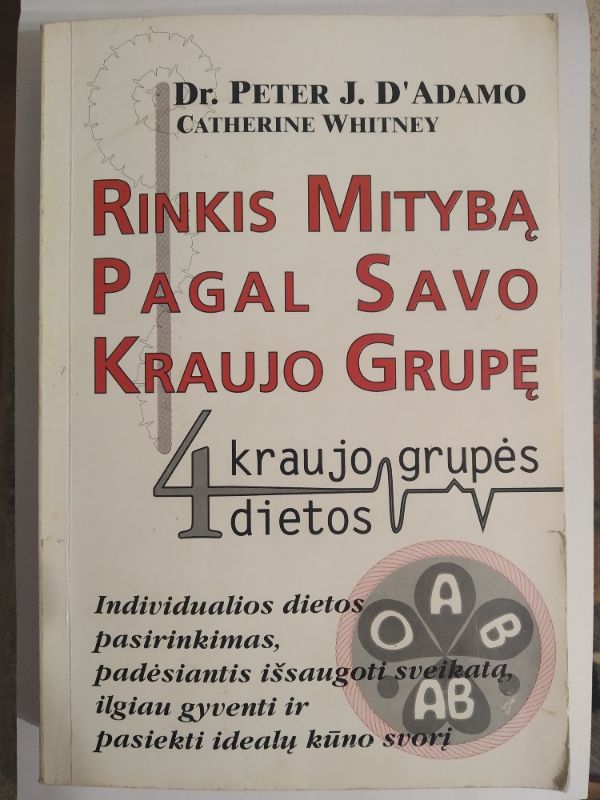 Dr. PETER J. D'ADAMO
CATHERINE WHITNEY
RINKIS MITYBĄ
PAGAL SAVO
KRAUJO GRUPĘ
4 kraujo grupės
dietos
A
O B
AB
Individualios dietos
pasirinkimas,
padėsiantis išsaugoti sveikatą,
ilgiau gyventi ir
pasiekti idealų kūno svorį